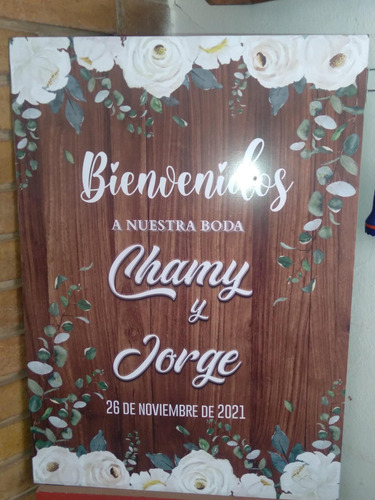 Bienvenidos
A NUESTRA BODA
Chamy
y
Jorge
26 DE NOVIEMBRE DE 2021